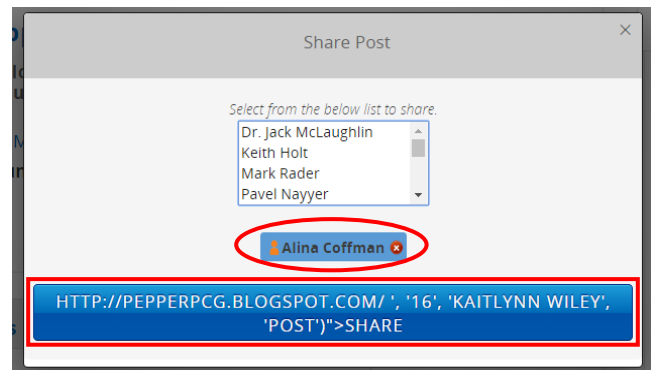 Share Post
×
Select from the below list to share.
Dr. Jack McLaughlin
Keith Holt
Mark Rader
Pavel Nayyer
Alina Coffman
HTTP://PEPPERPCG.BLOGSPOT.COM/ ', '16', 'KAITLYNN WILEY',
'POST')">SHARE